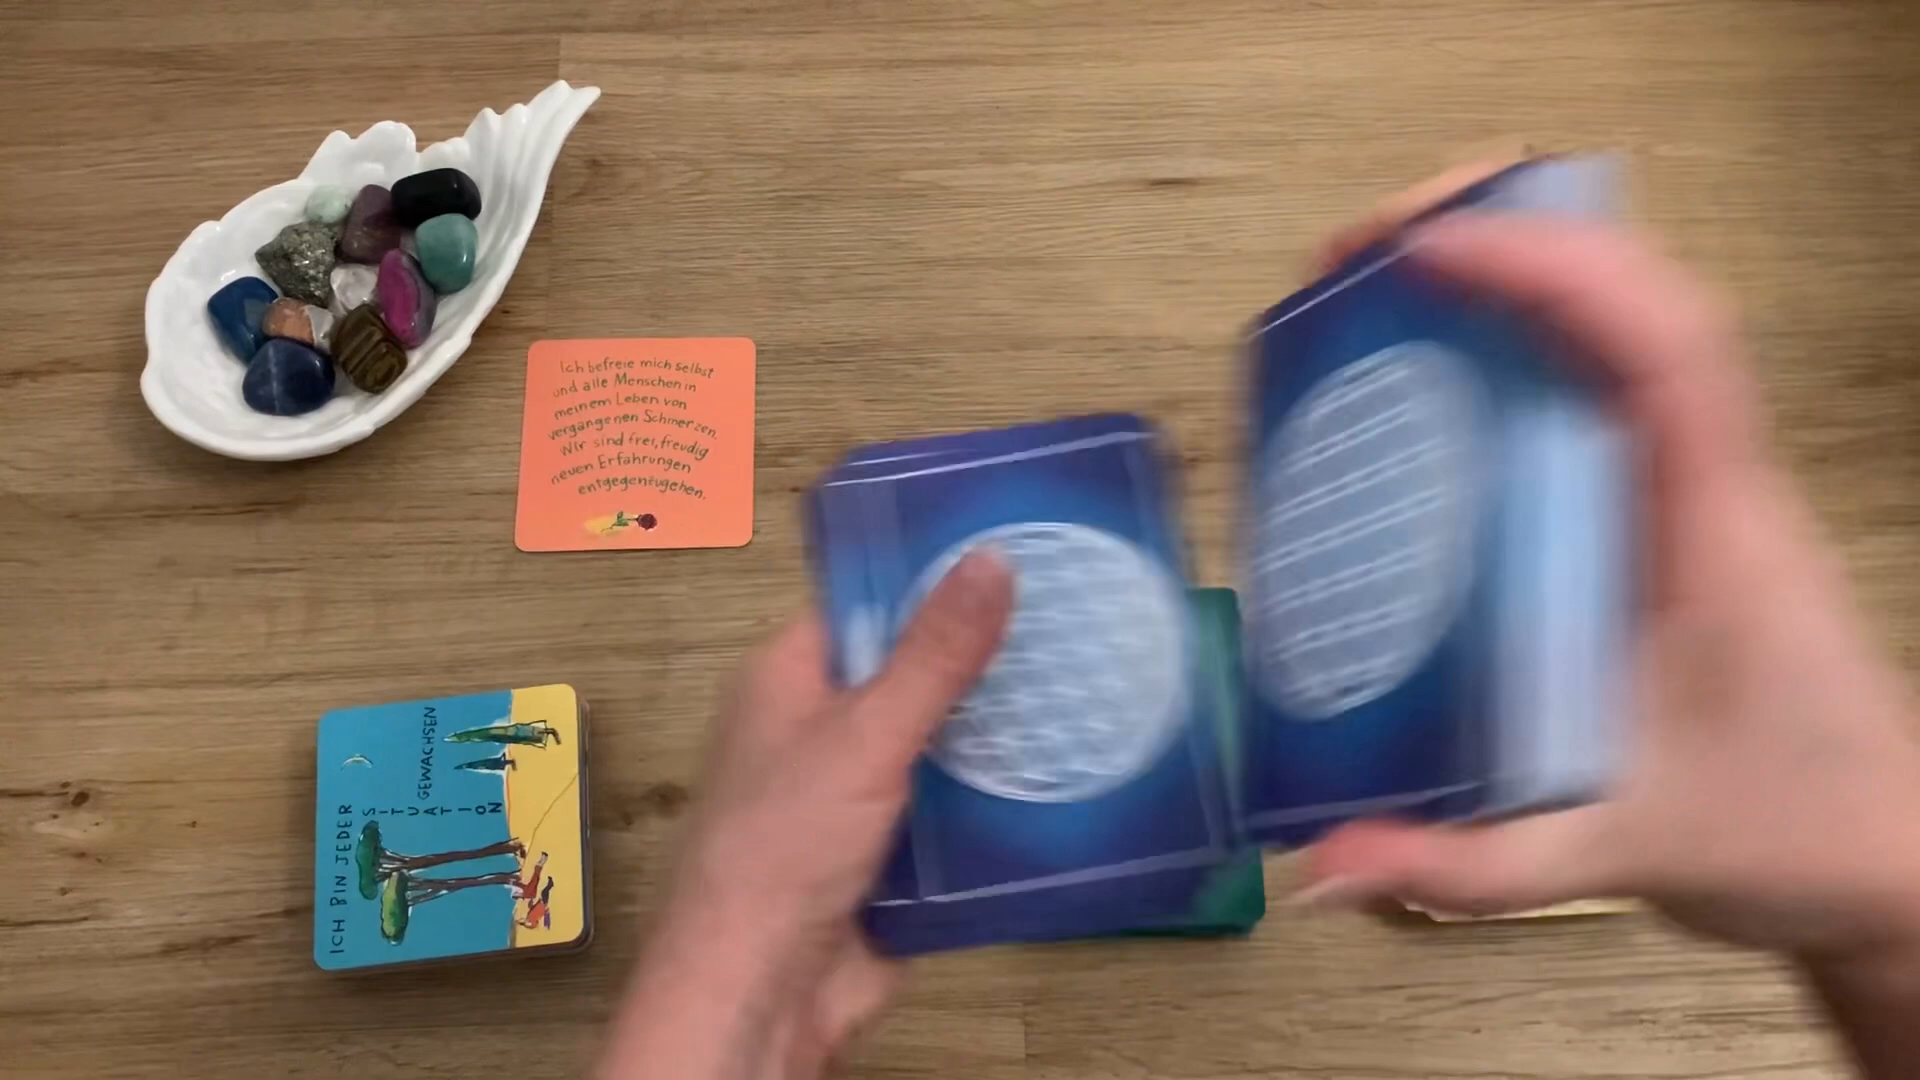 Ich befreie mich selbst
und alle Menschen in
meinem Leben von
vergangenen Schmerzen.
Wir sind frei, freudig
neuen Erfahrungen
entgegenzugehen.
ICH BIN JEDER
SITUATION
GEWACHSEN